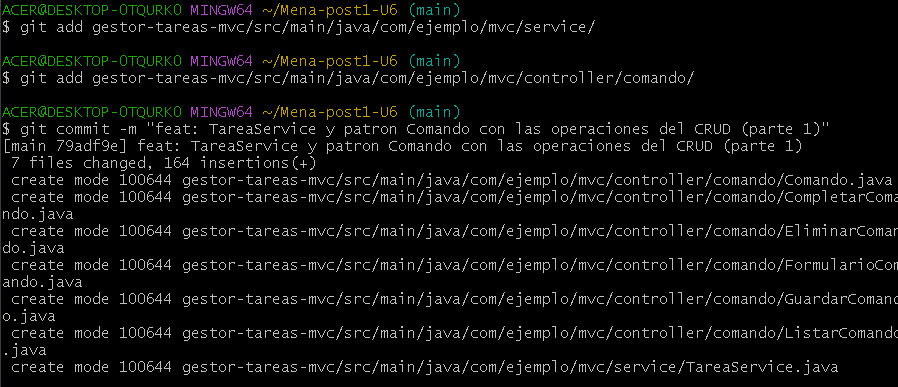 ACER@DESKTOP-OTQURKO MINGW64 ~/Mena-post1-U6 (main)
$ git add gestor-tareas-mvc/src/main/java/com/ejemplo/mvc/service/
ACER@DESKTOP-OTQURKO MINGW64 ~/Mena-post1-U6 (main)
$ git add gestor-tareas-mvc/src/main/java/com/ejemplo/mvc/controller/comando/
ACER@DESKTOP-OTQURKO MINGW64 ~/Mena-post1-U6 (main)
$ git commit -m "feat: TareaService y patron Comando con las operaciones del CRUD (parte 1)"
[main 79adf9e] feat: TareaService y patron Comando con las operaciones del CRUD (parte 1)
 7 files changed, 164 insertions(+)
 create mode 100644 gestor-tareas-mvc/src/main/java/com/ejemplo/mvc/controller/comando/Comando.java
 create mode 100644 gestor-tareas-mvc/src/main/java/com/ejemplo/mvc/controller/comando/CompletarComa
ndo.java
 create mode 100644 gestor-tareas-mvc/src/main/java/com/ejemplo/mvc/controller/comando/EliminarComan
do.java
 create mode 100644 gestor-tareas-mvc/src/main/java/com/ejemplo/mvc/controller/comando/FormularioCom
ando.java
 create mode 100644 gestor-tareas-mvc/src/main/java/com/ejemplo/mvc/controller/comando/GuardarComand
o.java
 create mode 100644 gestor-tareas-mvc/src/main/java/com/ejemplo/mvc/controller/comando/ListarComando
.java
 create mode 100644 gestor-tareas-mvc/src/main/java/com/ejemplo/mvc/service/TareaService.java